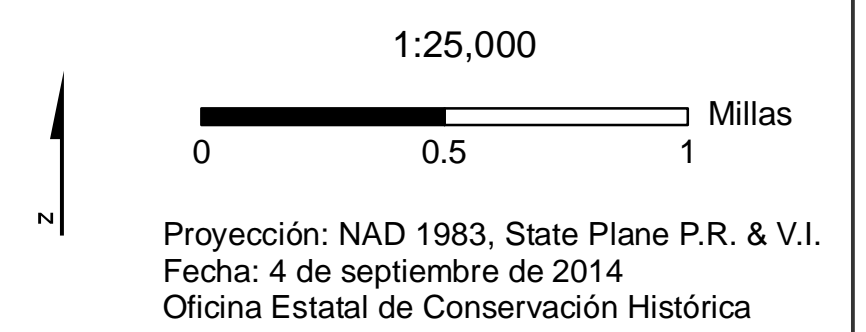 1:25,000
Millas
0 0.5 1
N
Proyección: NAD 1983, State Plane P.R. & V.I.
Fecha: 4 de septiembre de 2014
Oficina Estatal de Conservación Histórica